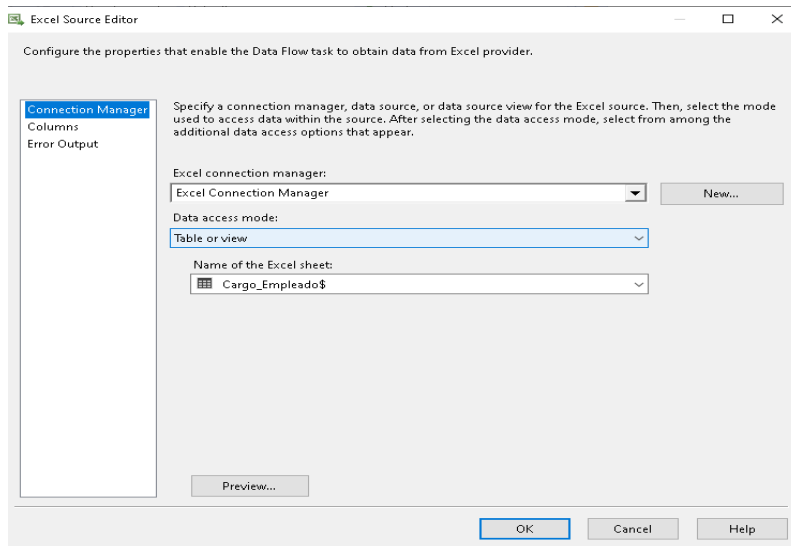 Excel Source Editor
Configure the properties that enable the Data Flow task to obtain data from Excel provider.
Connection Manager
Columns
Error Output
Specify a connection manager, data source, or data source view for the Excel source. Then, select the mode
used to access data within the source. After selecting the data access mode, select from among the
additional data access options that appear.
Excel connection manager:
Excel Connection Manager
New...
Data access mode:
Table or view
Name of the Excel sheet:
Cargo_Empleado$
Preview...
OK
Cancel
Help